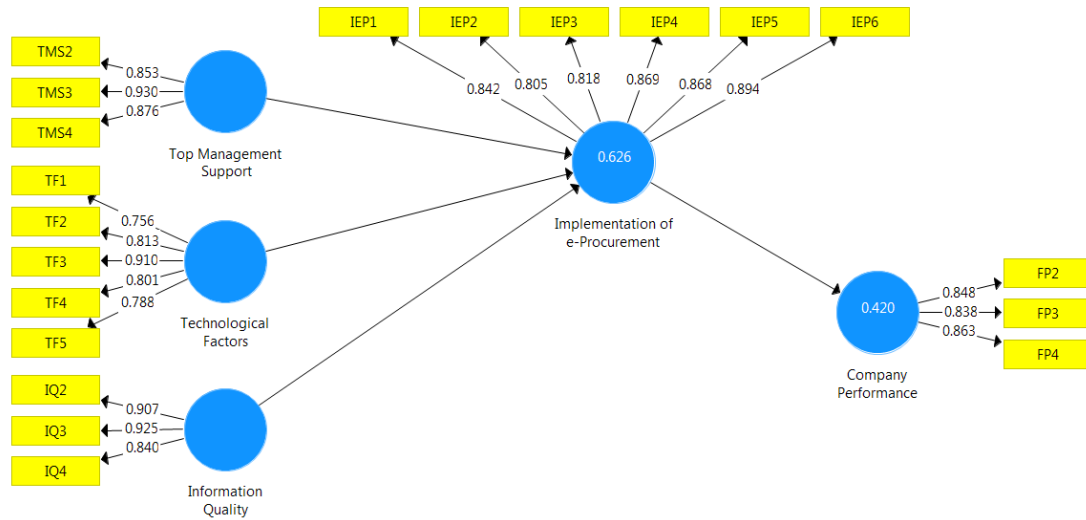 IEP1 IEP2 IEP3 IEP4 IEP5 IEP6
0.842 0.805 0.818 0.869 0.868 0.894
TMS2
TMS3
TMS4
0.853
0.930
0.876
Top Management
Support
TF1
TF2
TF3
TF4
TF5
0.756
0.813
0.910
0.801
0.788
Technological
Factors
IQ2
IQ3
IQ4
0.907
0.925
0.840
Information
Quality
0.626
Implementation of
e-Procurement
0.420
Company
Performance
0.848
0.838
0.863
FP2
FP3
FP4